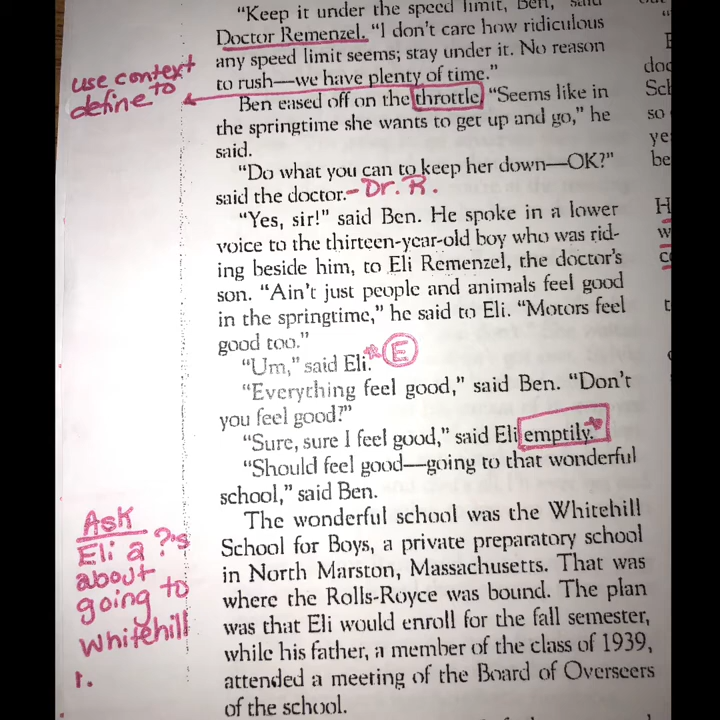 "Keep it under the speed limit, Ben," said
Doctor Remenzel. "I don't care how ridiculous
any speed limit seems; stay under it. No reason
to rush—we have plenty of time."
Ben eased off on the throttle. "Seems like in
the springtime she wants to get up and go," he
said.
"Do what you can to keep her down—OK?"
said the doctor. - Dr. R.
"Yes, sir!" said Ben. He spoke in a lower
voice to the thirteen-year-old boy who was rid-
ing beside him, to Eli Remenzel, the doctor's
son. "Ain't just people and animals feel good
in the springtime," he said to Eli. "Motors feel
good too."
"Um," said Eli. * E
"Everything feel good," said Ben. "Don't
you feel good?"
"Sure, sure I feel good," said Eli emptily. *
"Should feel good—going to that wonderful
school," said Ben.
The wonderful school was the Whitehill
School for Boys, a private preparatory school
in North Marston, Massachusetts. That was
where the Rolls-Royce was bound. The plan
was that Eli would enroll for the fall semester,
while his father, a member of the class of 1939,
attended a meeting of the Board of Overseers
of the school.
use context
to
define
Ask
Eli a ?'s
about
going to
Whitehill
1.
doc
Sch
so
ye
be
H
w
t